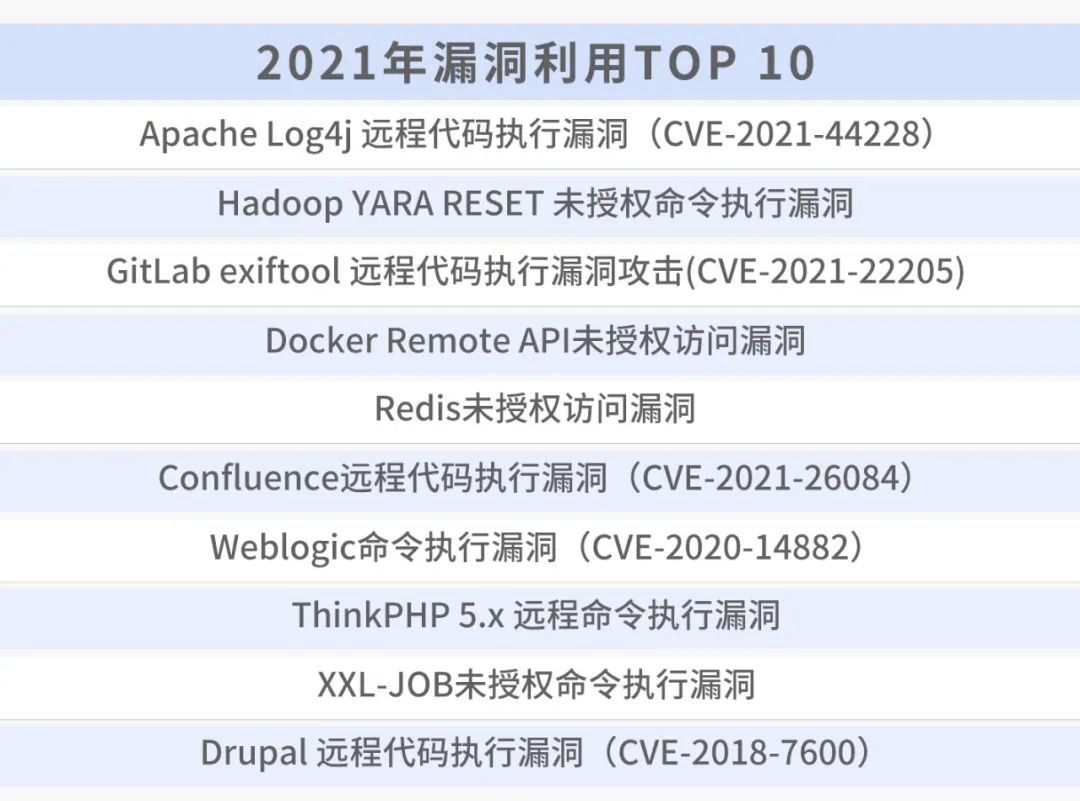 2021年漏洞利用TOP 10
Apache Log4j 远程代码执行漏洞（CVE-2021-44228）
Hadoop YARA RESET 未授权命令执行漏洞
GitLab exiftool 远程代码执行漏洞攻击(CVE-2021-22205)
Docker Remote API未授权访问漏洞
Redis未授权访问漏洞
Confluence远程代码执行漏洞（CVE-2021-26084）
Weblogic命令执行漏洞（CVE-2020-14882）
ThinkPHP 5.x 远程命令执行漏洞
XXL-JOB未授权命令执行漏洞
Drupal 远程代码执行漏洞（CVE-2018-7600）